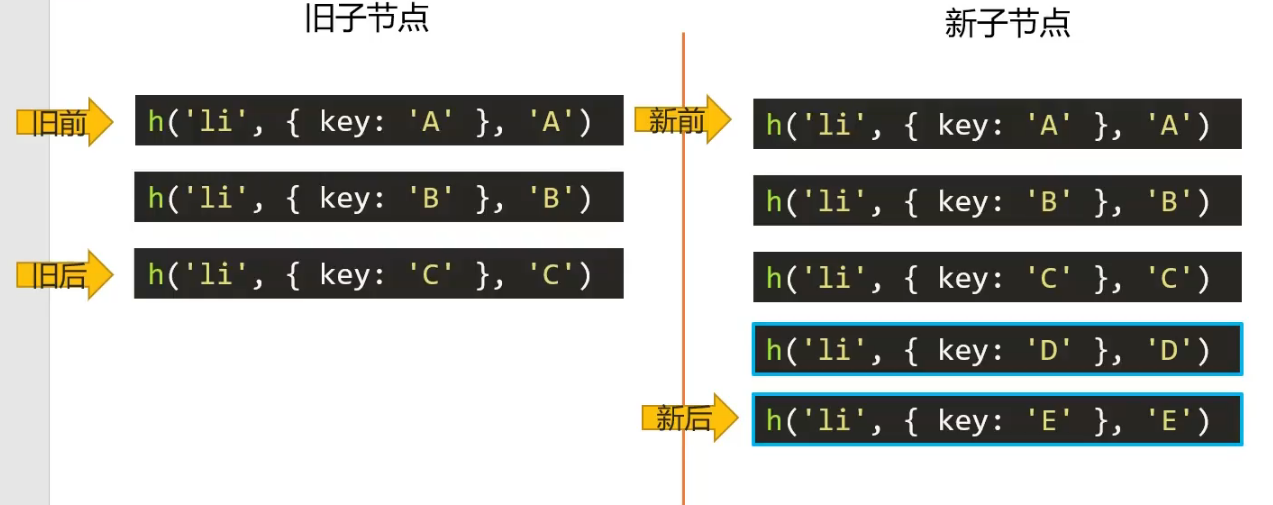 旧子节点
新子节点
旧前
h('li', { key: 'A' }, 'A')
新前
h('li', { key: 'A' }, 'A')
h('li', { key: 'B' }, 'B')
h('li', { key: 'B' }, 'B')
旧后
h('li', { key: 'C' }, 'C')
h('li', { key: 'C' }, 'C')
h('li', { key: 'D' }, 'D')
新后
h('li', { key: 'E' }, 'E')